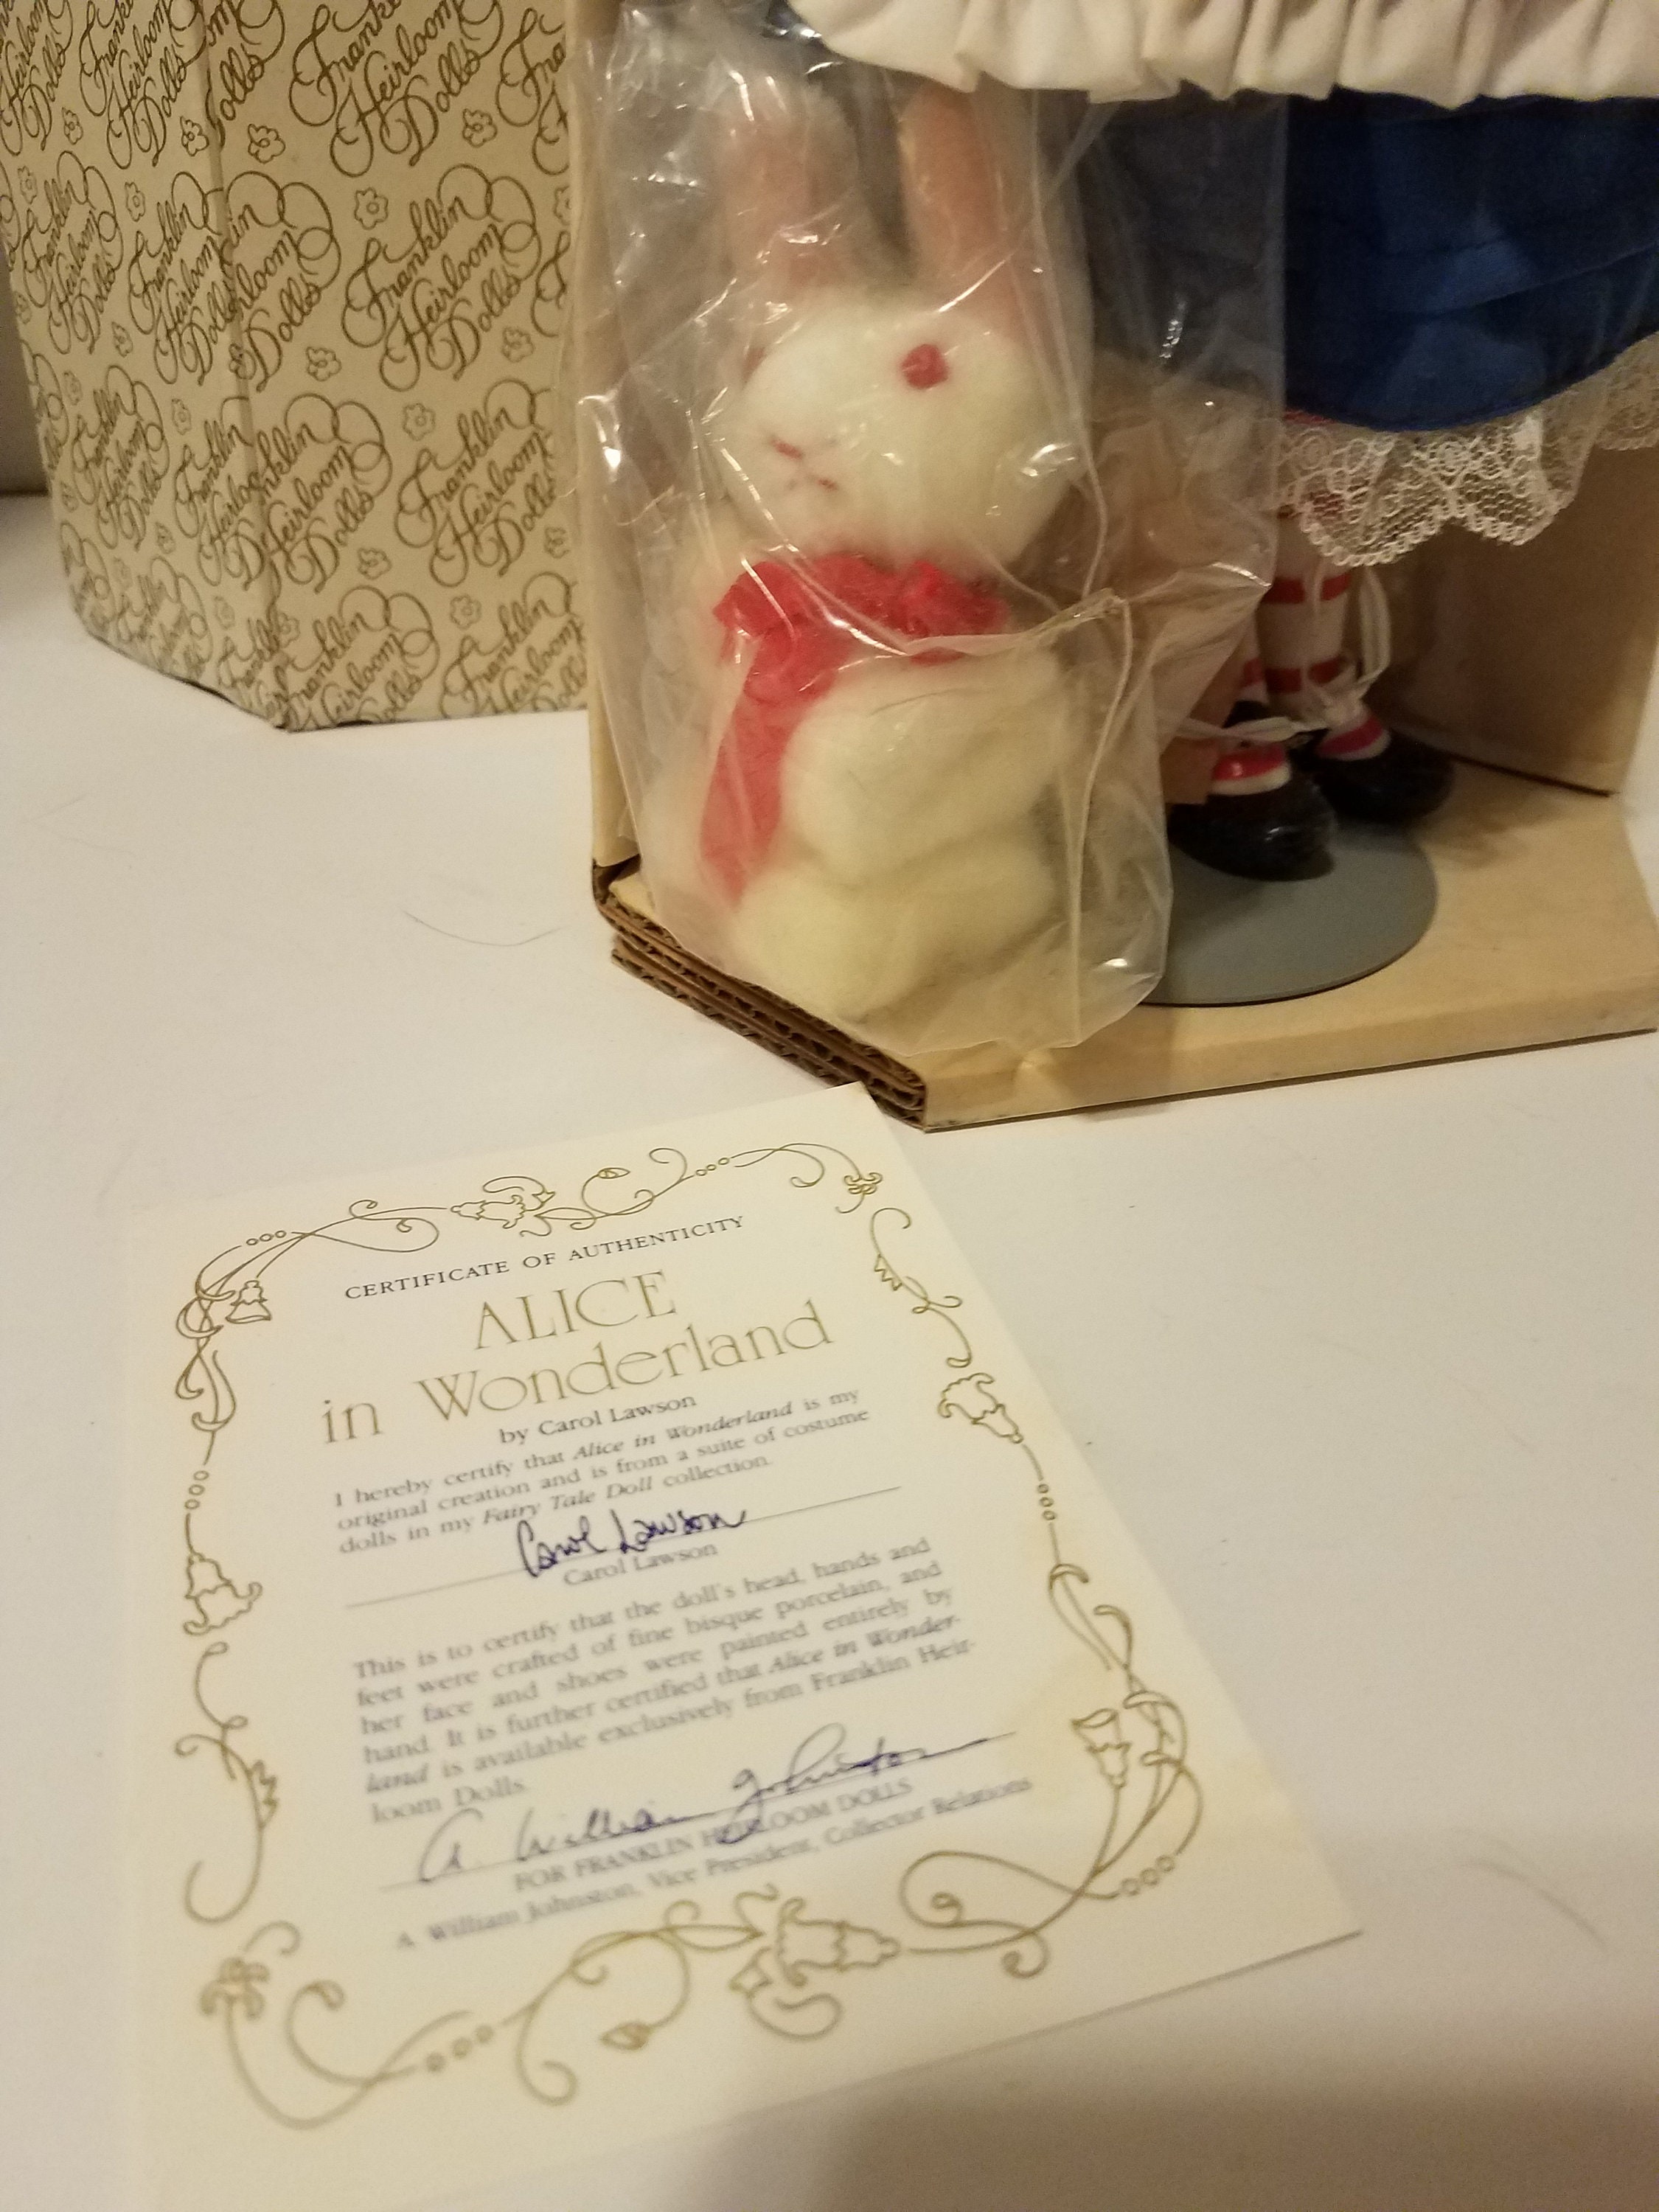 Franklin
Heirloom
Dolls
CERTIFICATE OF AUTHENTICITY
ALICE
in Wonderland
by Carol Lawson
I hereby certify that Alice in Wonderland is my
original creation and is from a suite of costume
dolls in my Fairy Tale Doll collection.
Carol Lawson
Carol Lawson
This is to certify that the doll's head, hands and
feet were crafted of fine bisque porcelain, and
her face and shoes were painted entirely by
hand. It is further certified that Alice in Wonder-
land is available exclusively from Franklin Heir-
loom Dolls.
A William Johnston
FOR FRANKLIN HEIRLOOM DOLLS
A. William Johnston, Vice President, Collector Relations